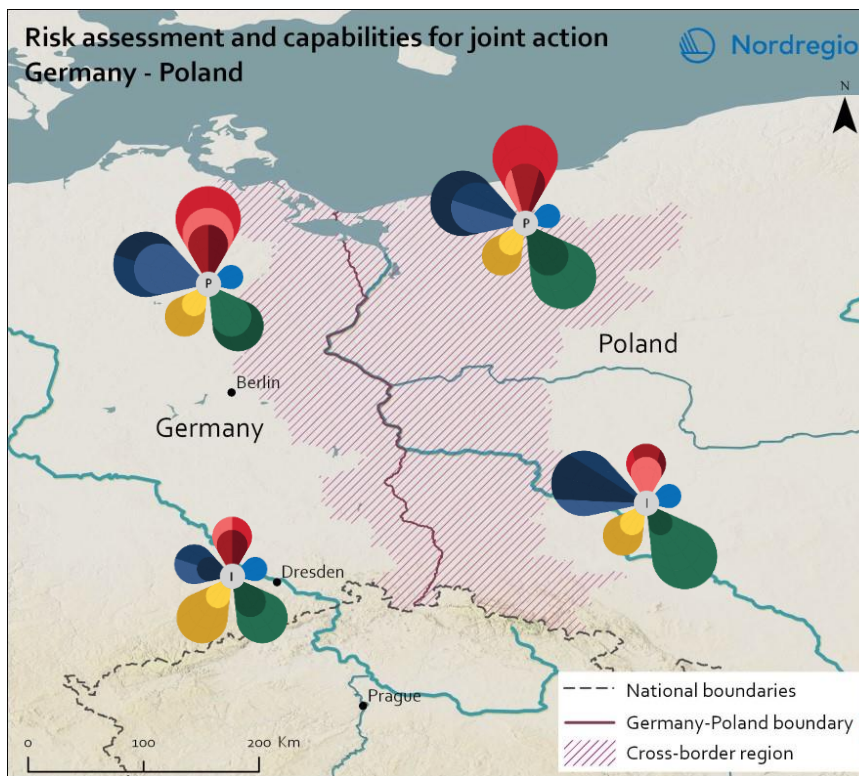 Risk assessment and capabilities for joint action
Germany - Poland
Nordregio
N
P
P
Poland
Berlin
Germany
I
I
Dresden
Prague
National boundaries
Germany-Poland boundary
Cross-border region
0 100 200 Km